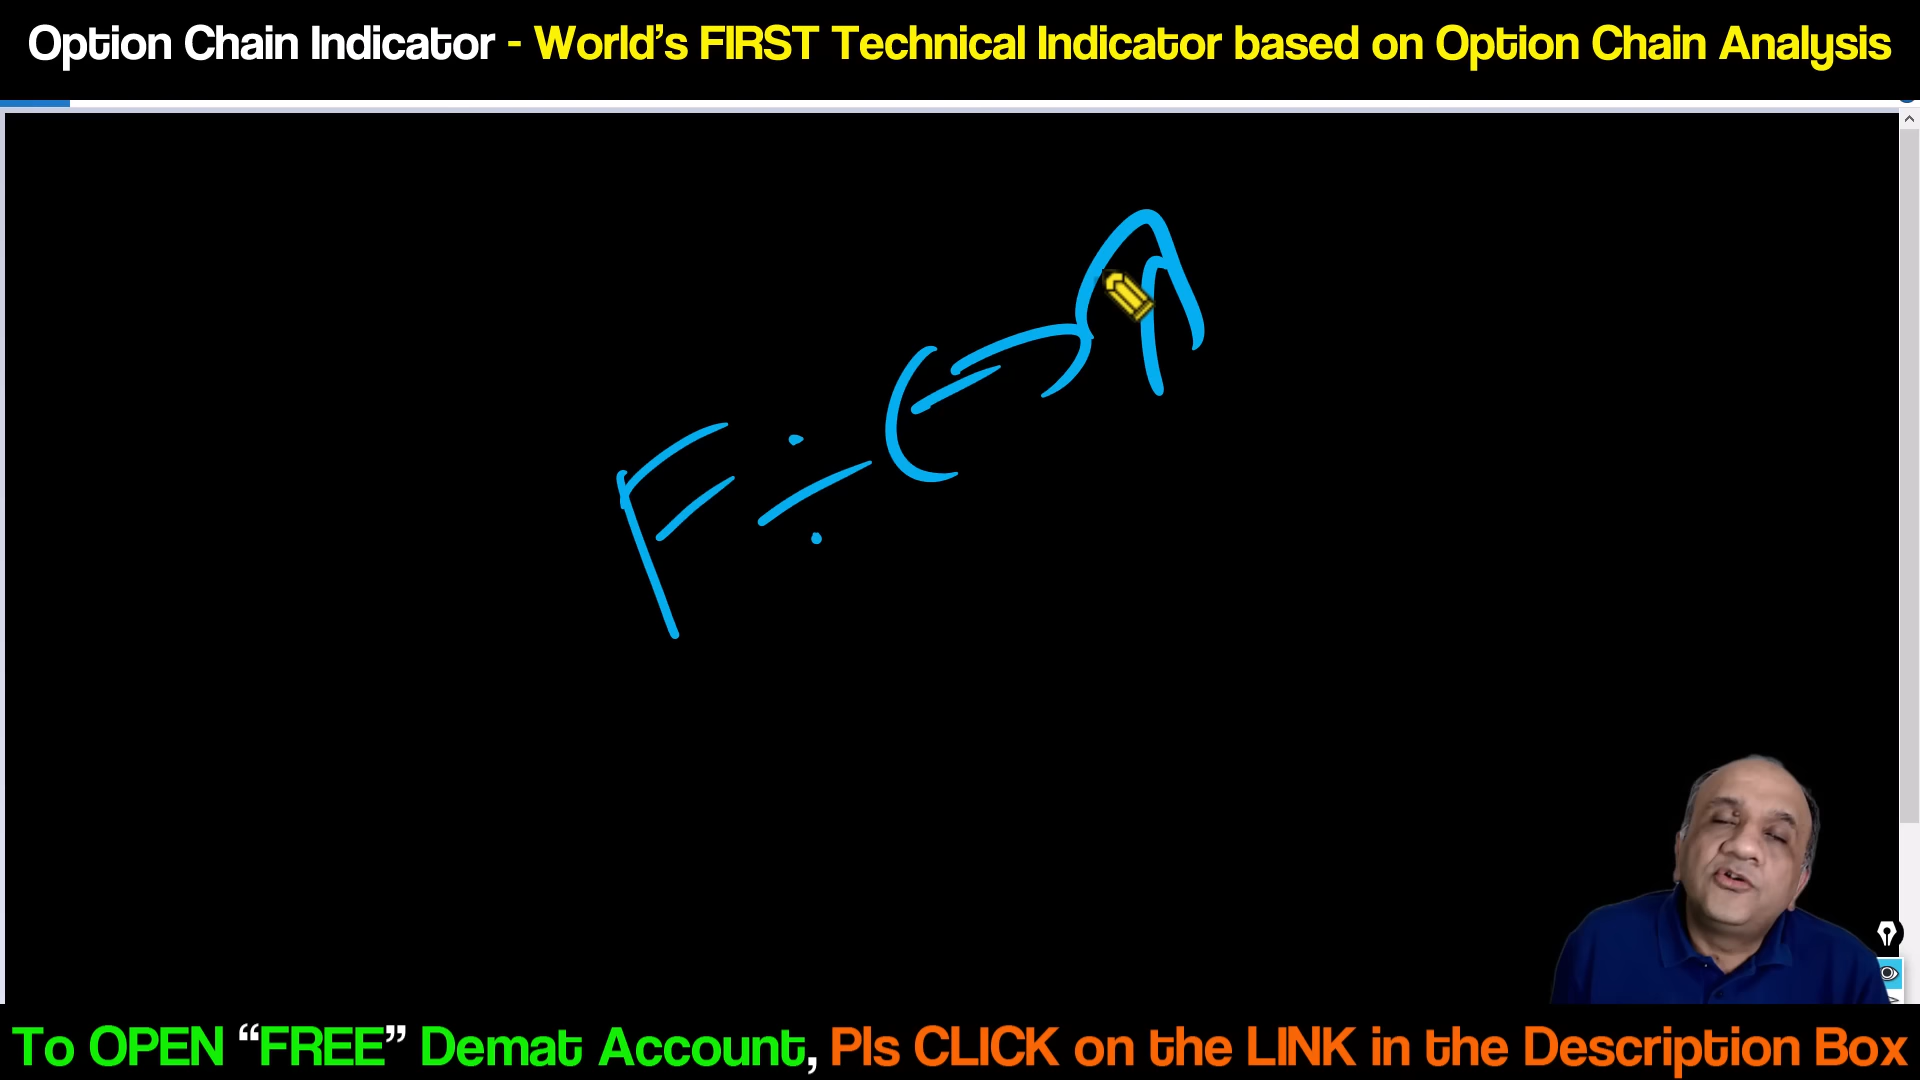 Option Chain Indicator - World's FIRST Technical Indicator based on Option Chain Analysis
To OPEN “FREE” Demat Account, Pls CLICK on the LINK in the Description Box